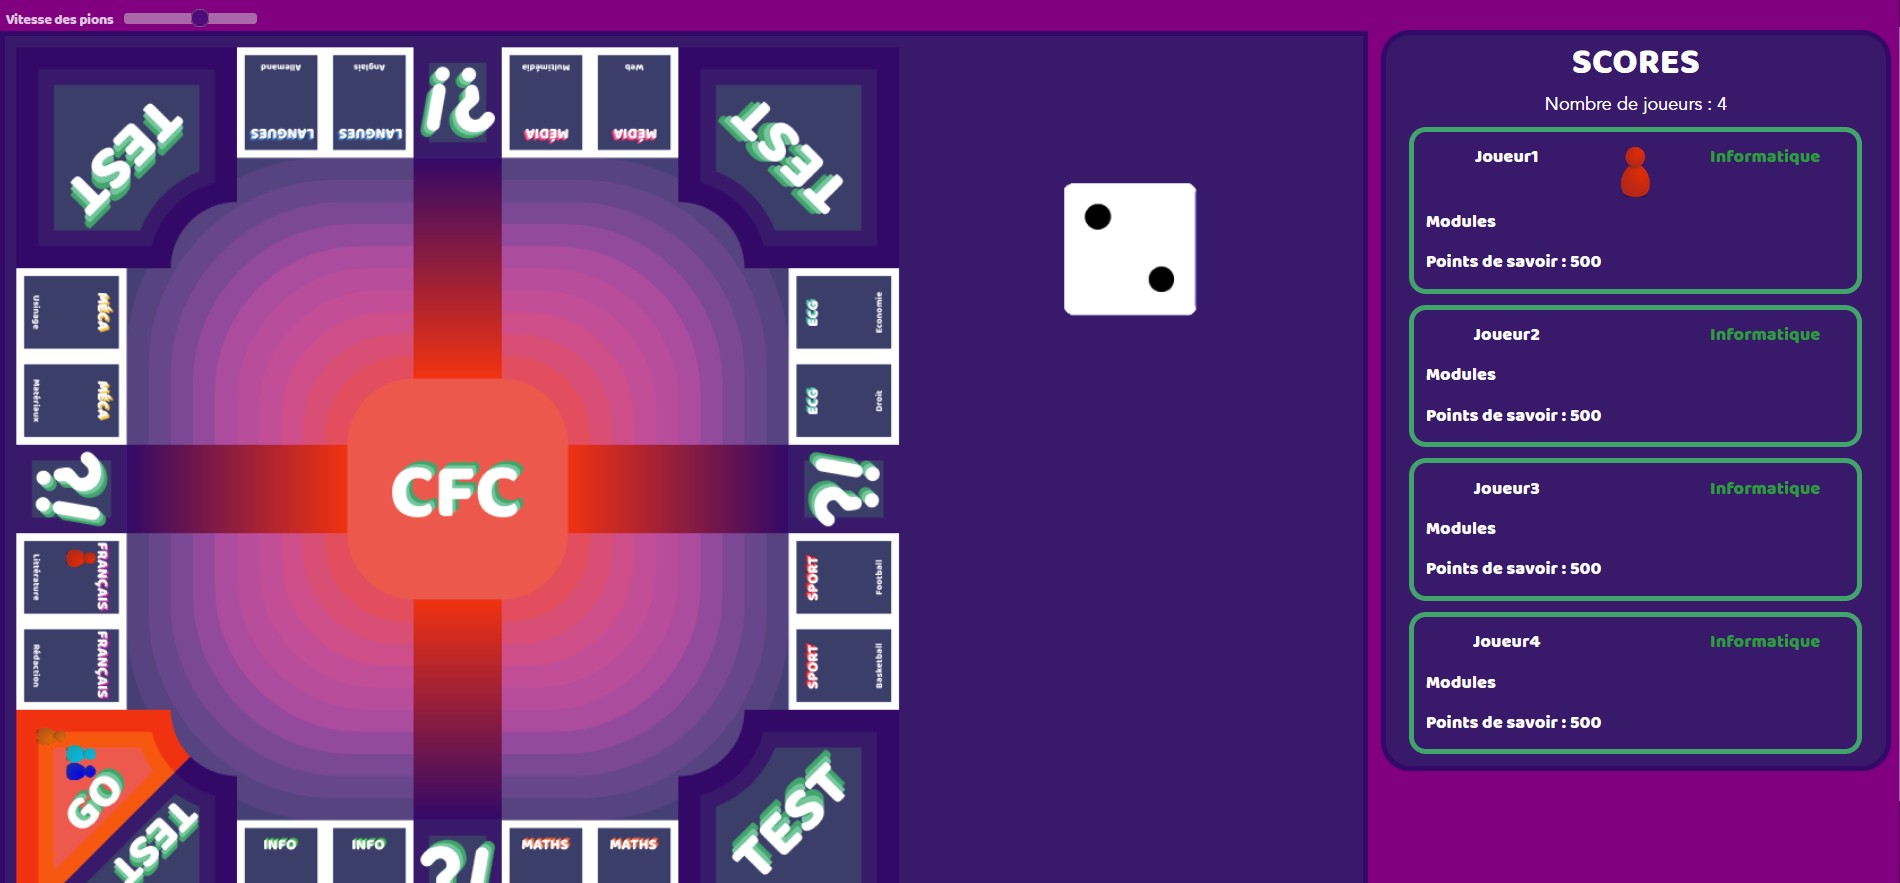 Vitesse des pions
TEST
Allemand
LANGUES
Anglais
LANGUES
?!
Multimédia
MÉDIA
Web
MÉDIA
TEST
Usinage
MÉCA
Matériaux
MÉCA
?!
Littérature
FRANÇAIS
Rédaction
FRANÇAIS
CFC
ECG
Economie
ECG
Droit
?!
SPORT
Football
SPORT
Basketball
GO
TEST
INFO
INFO
?!
MATHS
MATHS
TEST
SCORES
Nombre de joueurs : 4
Joueur1
Informatique
Modules
Points de savoir : 500
Joueur2
Informatique
Modules
Points de savoir : 500
Joueur3
Informatique
Modules
Points de savoir : 500
Joueur4
Informatique
Modules
Points de savoir : 500